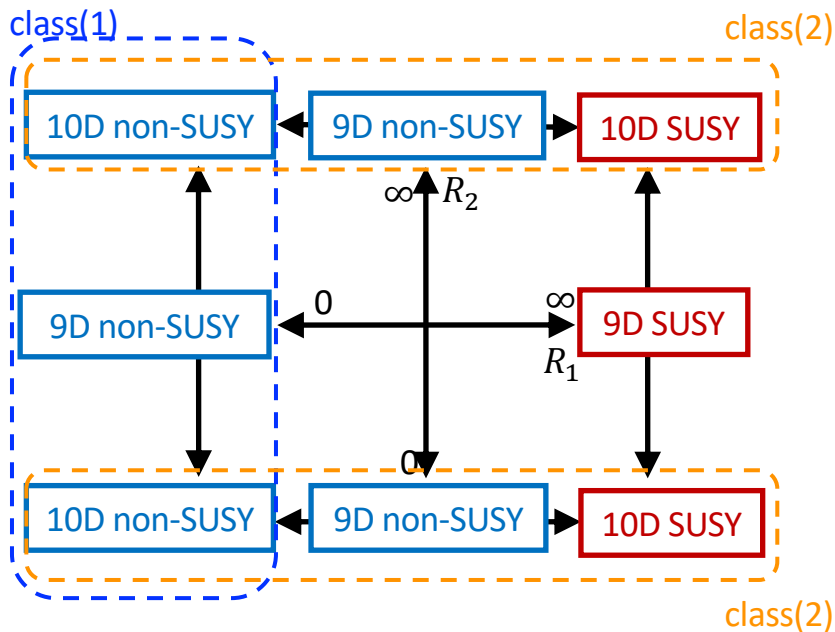 class(1)
class(2)
10D non-SUSY
9D non-SUSY
10D SUSY
∞
R₂
0
∞
9D non-SUSY
9D SUSY
R₁
0
10D non-SUSY
9D non-SUSY
10D SUSY
class(2)